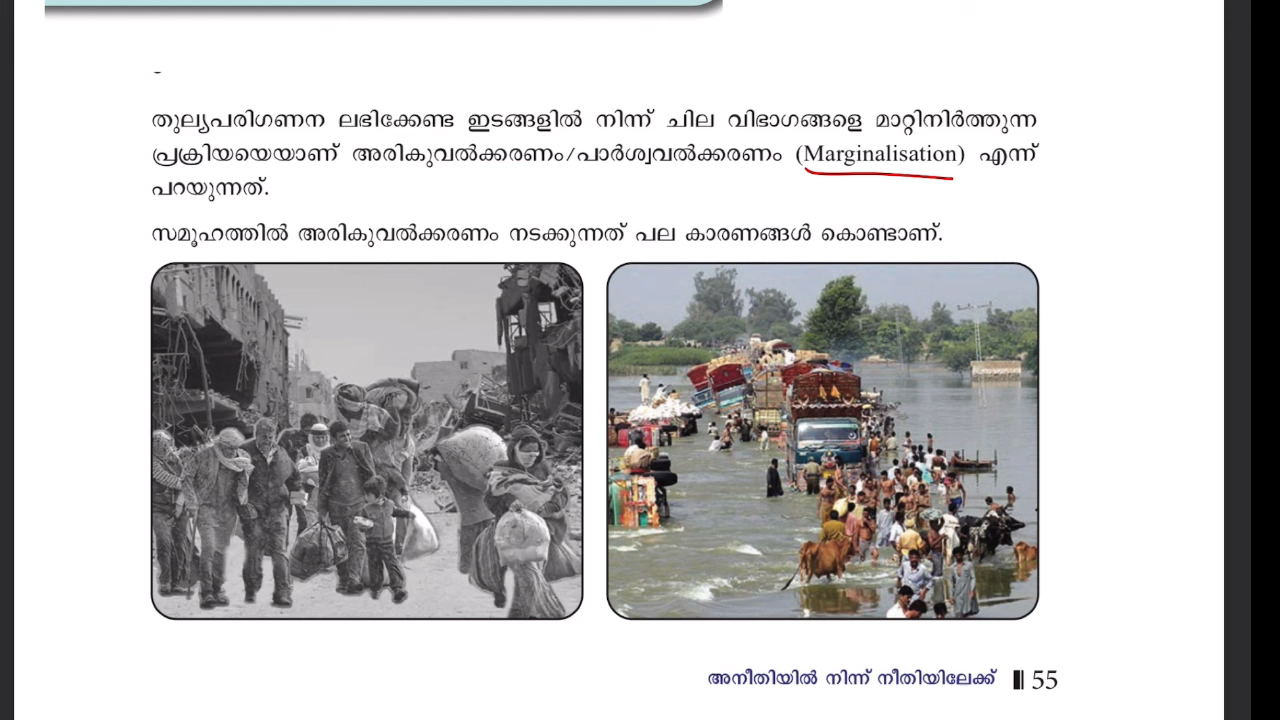 തുല്യപരിഗണന ലഭിക്കേണ്ട ഇടങ്ങളിൽ നിന്ന് ചില വിഭാഗങ്ങളെ മാറ്റിനിർത്തുന്ന
പ്രക്രിയയെയാണ് അരികുവൽക്കരണം/പാർശ്വവൽക്കരണം (Marginalisation) എന്ന്
പറയുന്നത്.
സമൂഹത്തിൽ അരികുവൽക്കരണം നടക്കുന്നത് പല കാരണങ്ങൾ കൊണ്ടാണ്.
അനീതിയിൽ നിന്ന് നീതിയിലേക്ക് 55